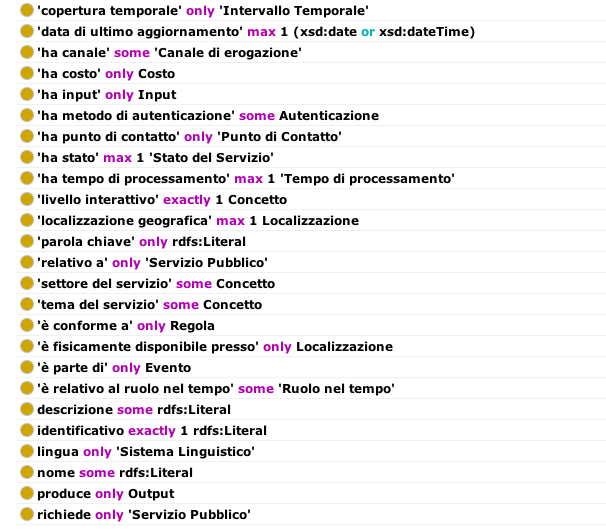 'copertura temporale' only 'Intervallo Temporale'
'data di ultimo aggiornamento' max 1 (xsd:date or xsd:dateTime)
'ha canale' some 'Canale di erogazione'
'ha costo' only Costo
'ha input' only Input
'ha metodo di autenticazione' some Autenticazione
'ha punto di contatto' only 'Punto di Contatto'
'ha stato' max 1 'Stato del Servizio'
'ha tempo di processamento' max 1 'Tempo di processamento'
'livello interattivo' exactly 1 Concetto
'localizzazione geografica' max 1 Localizzazione
'parola chiave' only rdfs:Literal
'relativo a' only 'Servizio Pubblico'
'settore del servizio' some Concetto
'tema del servizio' some Concetto
'è conforme a' only Regola
'è fisicamente disponibile presso' only Localizzazione
'è parte di' only Evento
'è relativo al ruolo nel tempo' some 'Ruolo nel tempo'
descrizione some rdfs:Literal
identificativo exactly 1 rdfs:Literal
lingua only 'Sistema Linguistico'
nome some rdfs:Literal
produce only Output
richiede only 'Servizio Pubblico'